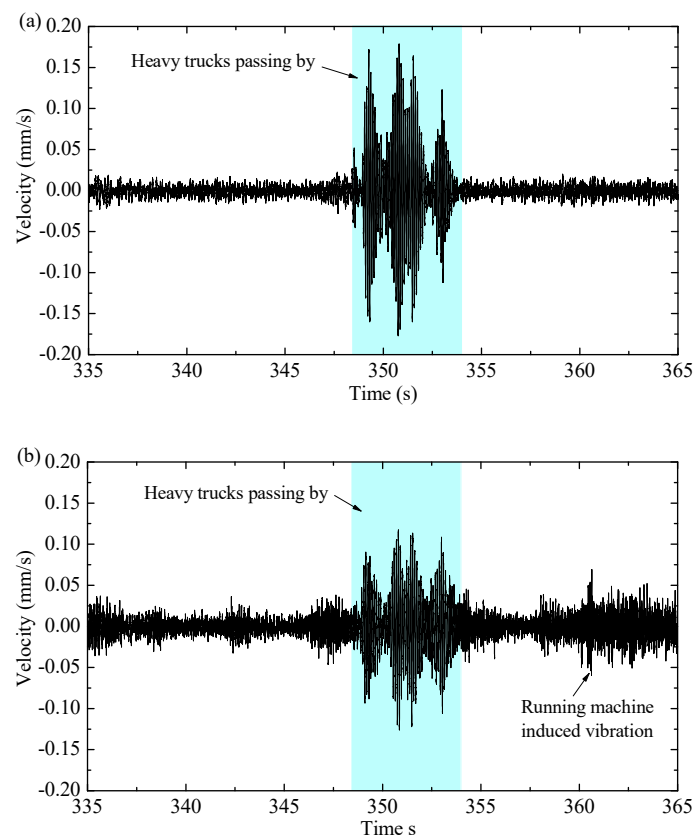 (a)
0.20
0.15
0.10
0.05
0.00
-0.05
-0.10
-0.15
-0.20
Velocity (mm/s)
Heavy trucks passing by
335 340 345 350 355 360 365
Time (s)
(b)
0.20
0.15
0.10
0.05
0.00
-0.05
-0.10
-0.15
-0.20
Velocity (mm/s)
Heavy trucks passing by
Running machine
induced vibration
335 340 345 350 355 360 365
Time s